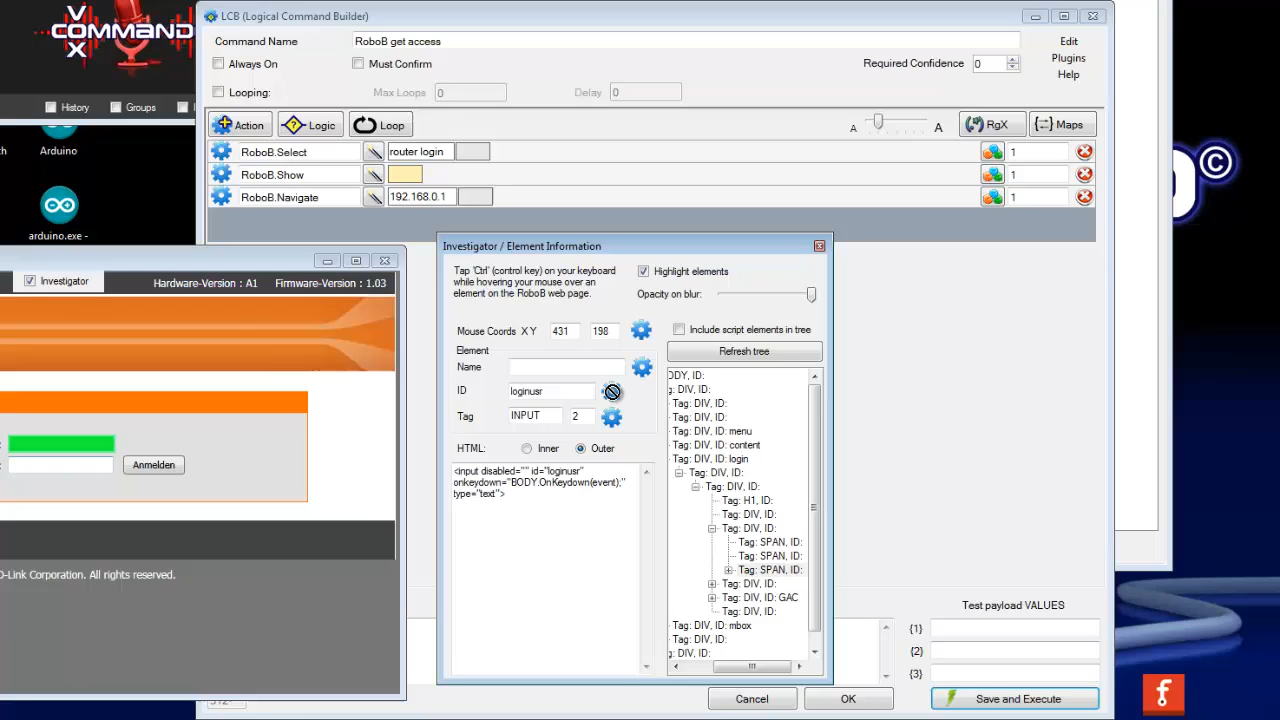 VOX COMMAND
History
Groups
th
Arduino
arduino.exe -
LCB (Logical Command Builder)
Command Name
RoboB get access
Edit
Plugins
Help
Always On
Must Confirm
Required Confidence
0
Looping:
Max Loops
0
Delay
0
Action
Logic
Loop
A
A
RgX
Maps
RoboB.Select
router login
1
RoboB.Show
1
RoboB.Navigate
192.168.0.1
1
©
Investigator
Hardware-Version : A1
Firmware-Version : 1.03
Anmelden
D-Link Corporation. All rights reserved.
Investigator / Element Information
Tap 'Ctrl' (control key) on your keyboard
while hovering your mouse over an
element on the RoboB web page.
Highlight elements
Opacity on blur:
Mouse Coords X Y
431
198
Include script elements in tree
Element
Refresh tree
Name
ID
loginusr
Tag
INPUT
2
HTML:
Inner
Outer
<input disabled="" id="loginusr"
onkeydown="BODY.OnKeydown(event);"
type="text">
ODY, ID:
g: DIV, ID:
Tag: DIV, ID:
Tag: DIV, ID:
Tag: DIV, ID: menu
Tag: DIV, ID: content
Tag: DIV, ID: login
Tag: DIV, ID:
Tag: DIV, ID:
Tag: H1, ID:
Tag: DIV, ID:
Tag: DIV, ID:
Tag: SPAN, ID:
Tag: SPAN, ID:
Tag: SPAN, ID:
Tag: DIV, ID:
Tag: DIV, ID: GAC
Tag: DIV, ID:
Tag: DIV, ID: mbox
Tag: DIV, ID:
g: DIV, ID:
Test payload VALUES
{1}
{2}
{3}
Cancel
OK
Save and Execute